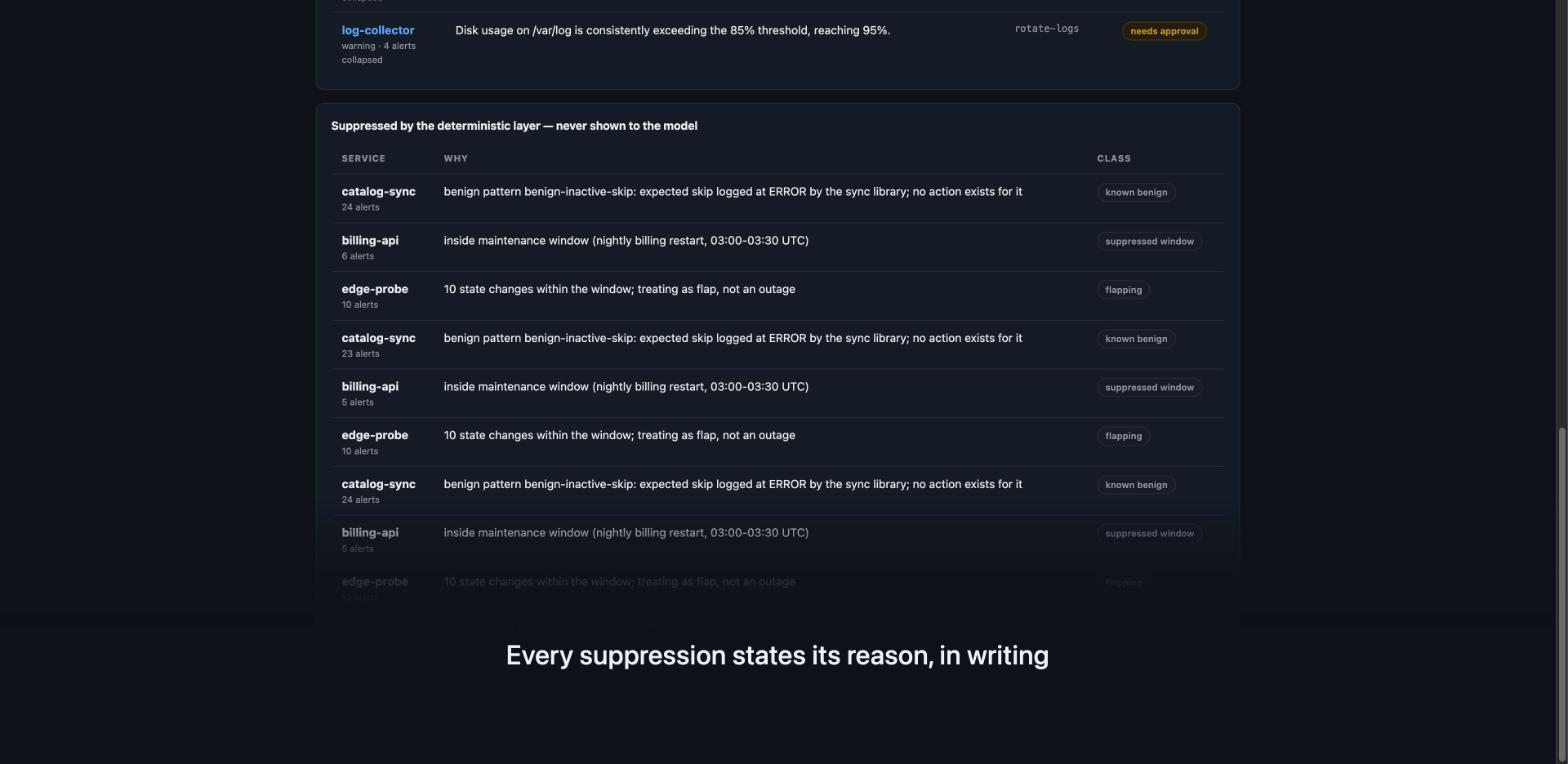 collapsed
log-collector Disk usage on /var/log is consistently exceeding the 85% threshold, reaching 95%. rotate-logs needs approval
warning · 4 alerts
collapsed
Suppressed by the deterministic layer — never shown to the model
SERVICE WHY CLASS
catalog-sync benign pattern benign-inactive-skip: expected skip logged at ERROR by the sync library; no action exists for it known benign
24 alerts
billing-api inside maintenance window (nightly billing restart, 03:00-03:30 UTC) suppressed window
6 alerts
edge-probe 10 state changes within the window; treating as flap, not an outage flapping
10 alerts
catalog-sync benign pattern benign-inactive-skip: expected skip logged at ERROR by the sync library; no action exists for it known benign
23 alerts
billing-api inside maintenance window (nightly billing restart, 03:00-03:30 UTC) suppressed window
5 alerts
edge-probe 10 state changes within the window; treating as flap, not an outage flapping
10 alerts
catalog-sync benign pattern benign-inactive-skip: expected skip logged at ERROR by the sync library; no action exists for it known benign
24 alerts
billing-api inside maintenance window (nightly billing restart, 03:00-03:30 UTC) suppressed window
5 alerts
edge-probe 10 state changes within the window; treating as flap, not an outage flapping
10 alerts
Every suppression states its reason, in writing